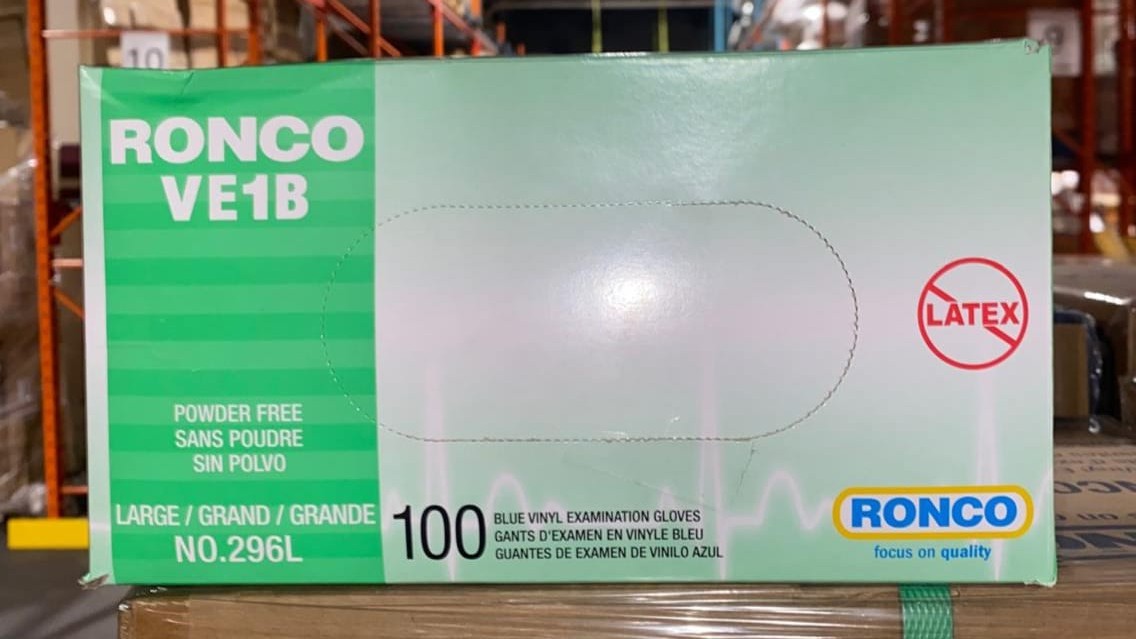 10
RONCO
VE1B
POWDER FREE
SANS POUDRE
SIN POLVO
LARGE / GRAND / GRANDE
NO.296L
100
BLUE VINYL EXAMINATION GLOVES
GANTS D'EXAMEN EN VINYLE BLEU
GUANTES DE EXAMEN DE VINILO AZUL
LATEX
RONCO
focus on quality